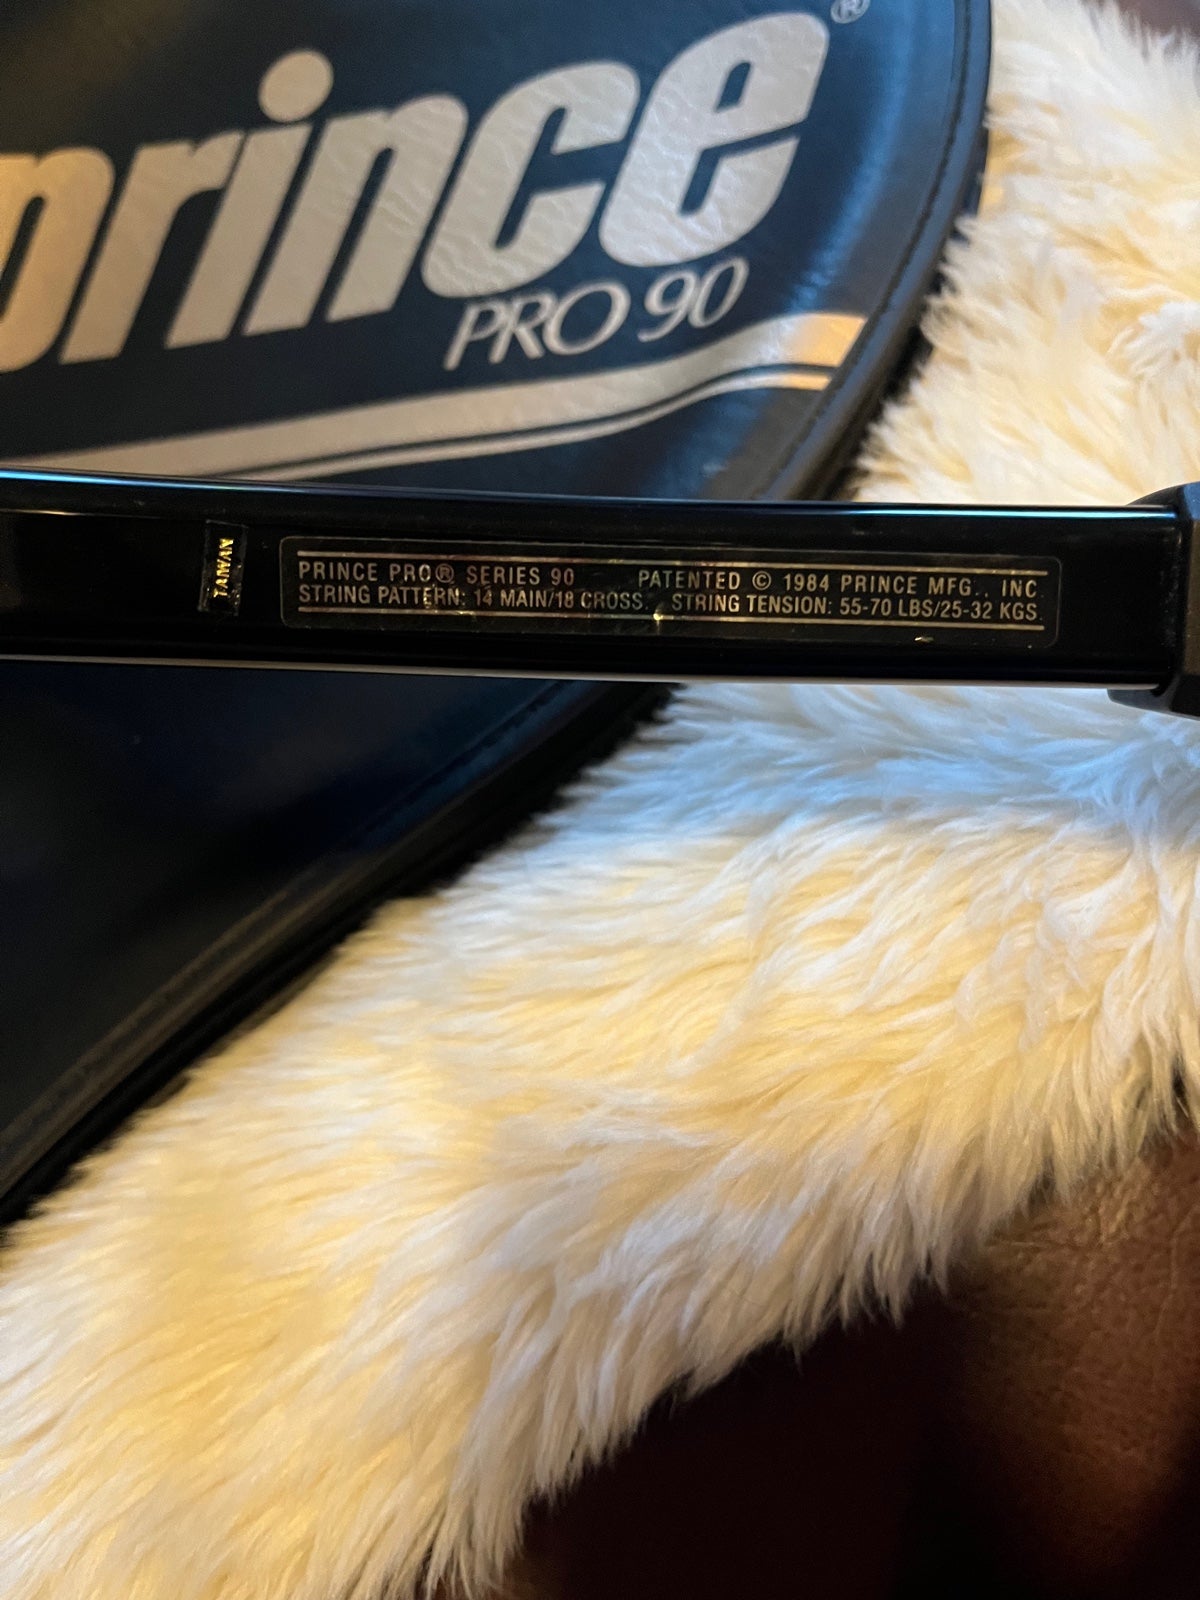 prince®
PRO 90
TAIWAN
PRINCE PRO® SERIES 90 PATENTED © 1984 PRINCE MFG., INC.
STRING PATTERN: 14 MAIN/18 CROSS. STRING TENSION: 55-70 LBS/25-32 KGS.